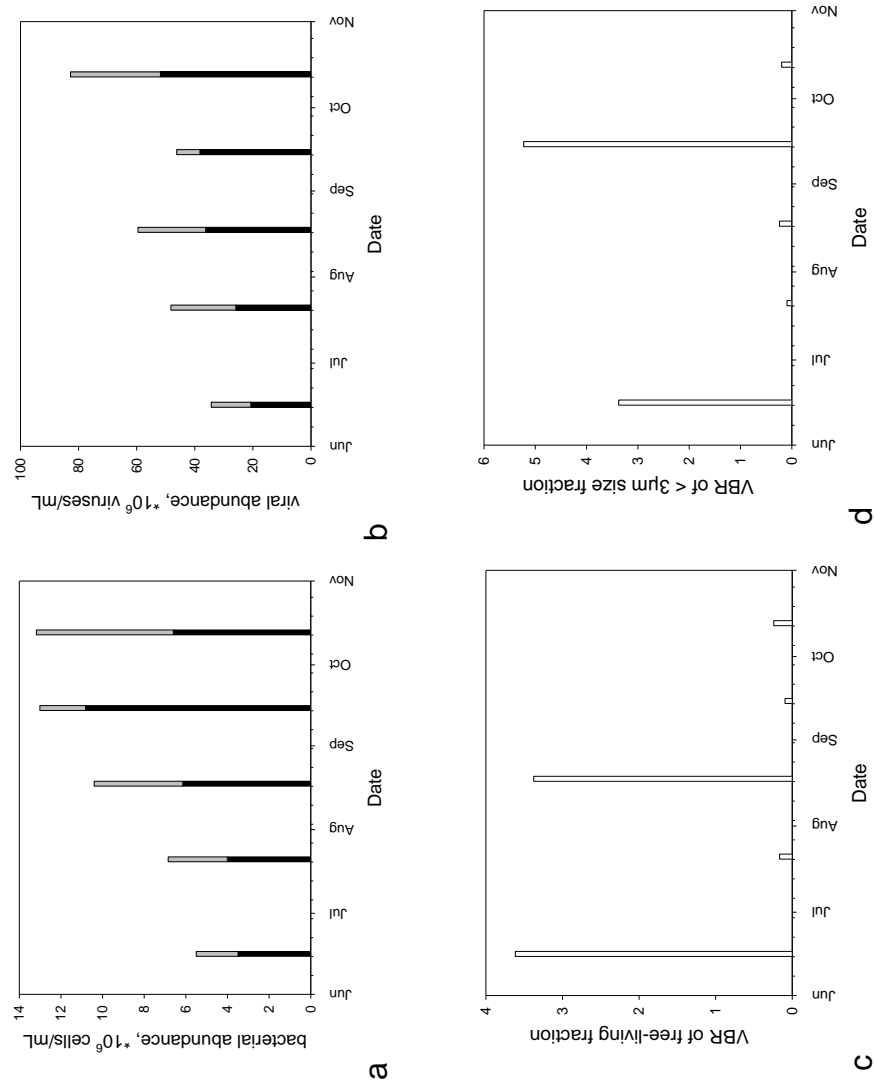 a
bacterial abundance, *10⁶ cells/mL
14
12
10
8
6
4
2
0
Jun
Jul
Aug
Sep
Oct
Nov
Date
b
viral abundance, *10⁶ viruses/mL
100
80
60
40
20
0
Jun
Jul
Aug
Sep
Oct
Nov
Date
c
VBR of free-living fraction
4
3
2
1
0
Jun
Jul
Aug
Sep
Oct
Nov
Date
d
VBR of < 3µm size fraction
6
5
4
3
2
1
0
Jun
Jul
Aug
Sep
Oct
Nov
Date